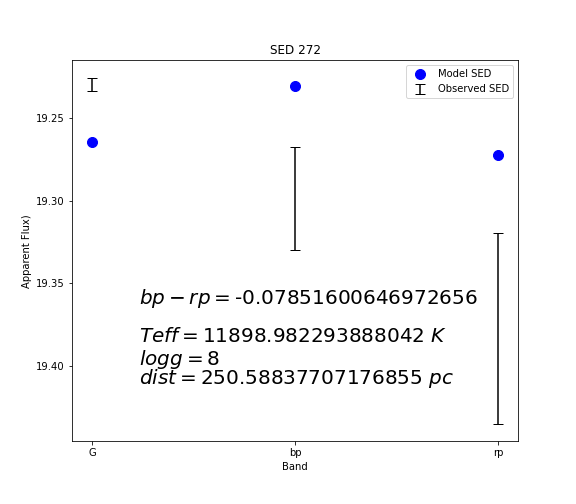 SED 272
Model SED
Observed SED
19.25
19.30
19.35
19.40
Apparent Flux)
bp − rp = -0.07851600646972656
Teff = 11898.982293888042 K
logg = 8
dist = 250.58837707176855 pc
G
bp
rp
Band